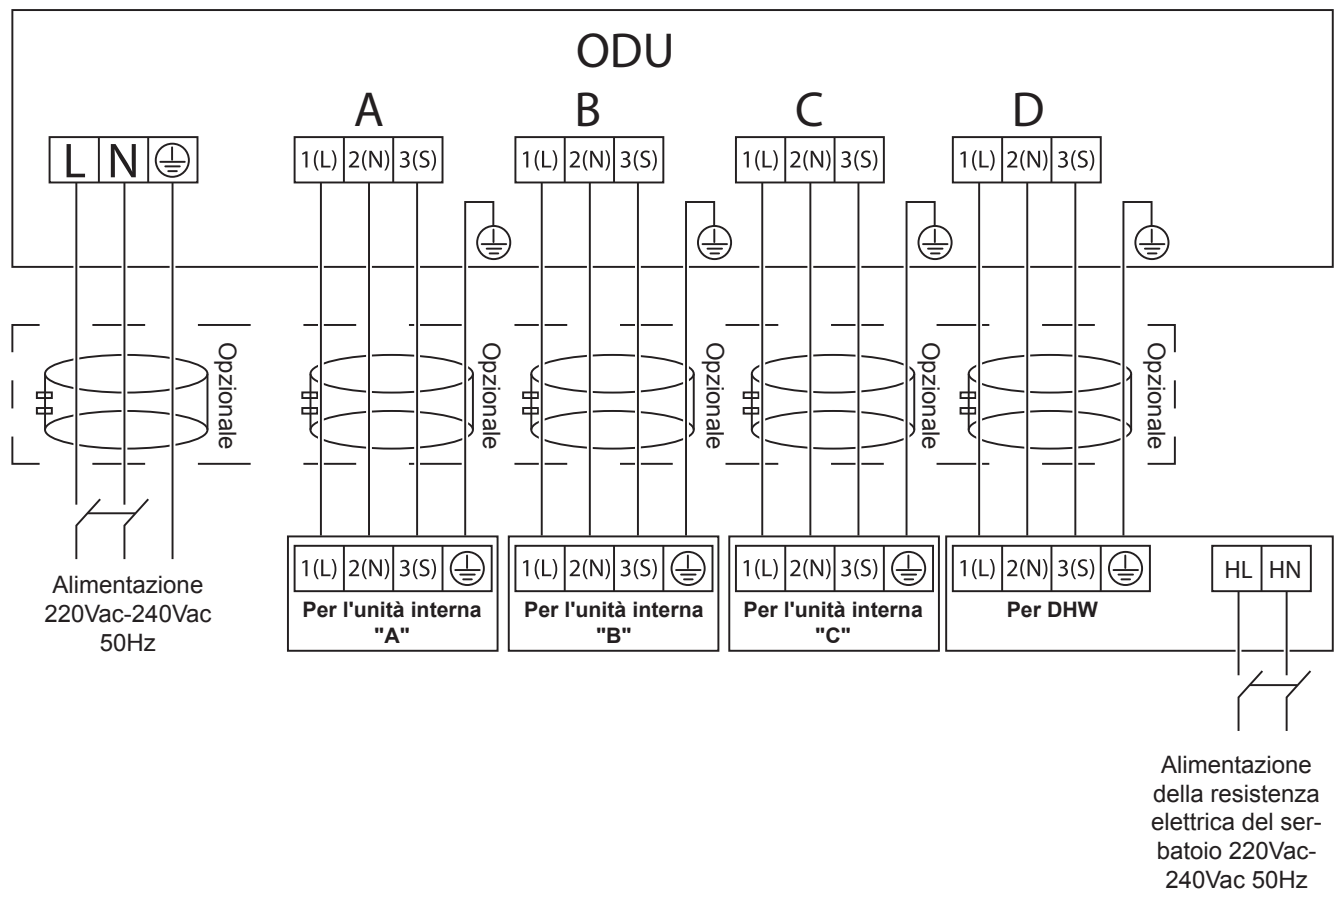 ODU
A B C D
L N
1(L) 2(N) 3(S)
1(L) 2(N) 3(S)
1(L) 2(N) 3(S)
1(L) 2(N) 3(S)
Opzionale
Opzionale
Opzionale
Opzionale
Opzionale
Alimentazione
220Vac-240Vac
50Hz
1(L) 2(N) 3(S)
Per l'unità interna
"A"
1(L) 2(N) 3(S)
Per l'unità interna
"B"
1(L) 2(N) 3(S)
Per l'unità interna
"C"
1(L) 2(N) 3(S)
Per DHW
HL HN
Alimentazione
della resistenza
elettrica del ser-
batoio 220Vac-
240Vac 50Hz